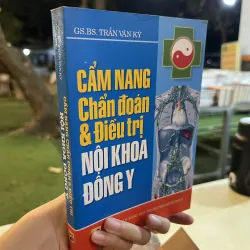 GS.BS. TRẦN VĂN KỲ
CẨM NANG
Chẩn đoán
& Điều trị
NỘI KHOA
ĐÔNG Y